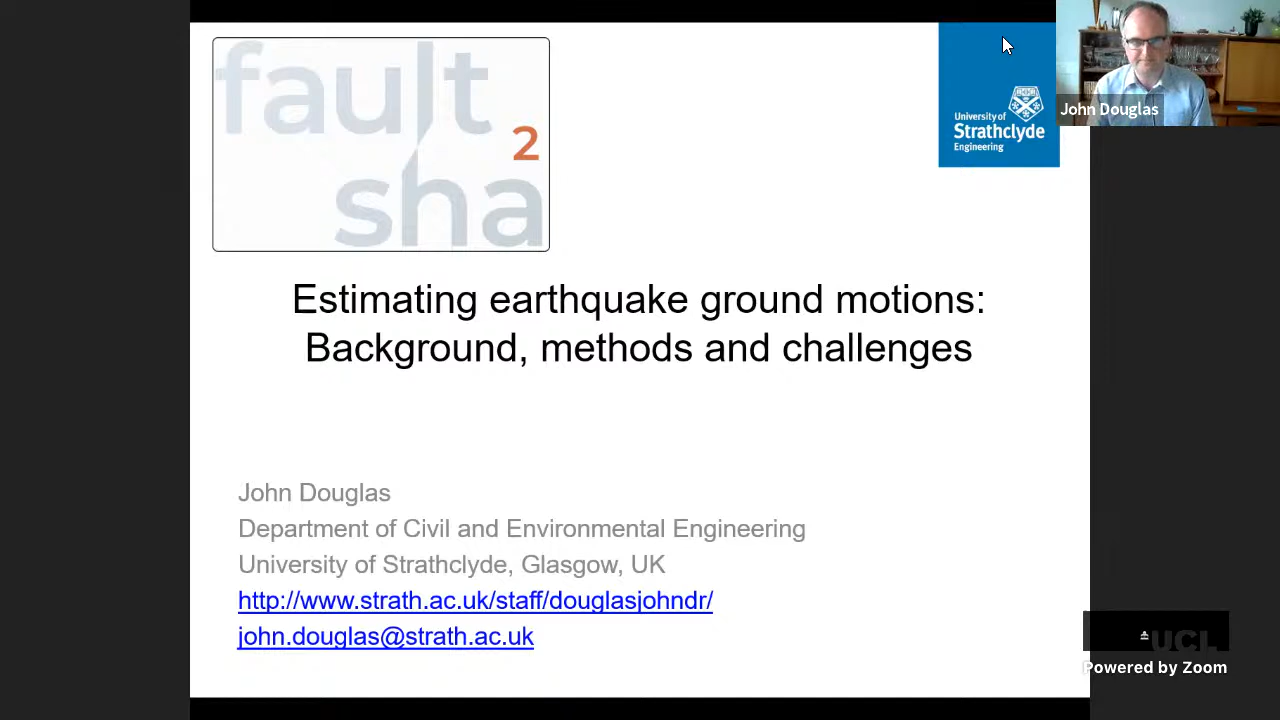 fault
2
sha
University of
Strathclyde
Engineering
John Douglas
Estimating earthquake ground motions:
Background, methods and challenges
John Douglas
Department of Civil and Environmental Engineering
University of Strathclyde, Glasgow, UK
http://www.strath.ac.uk/staff/douglasjohndr/
john.douglas@strath.ac.uk
UCL
Powered by Zoom